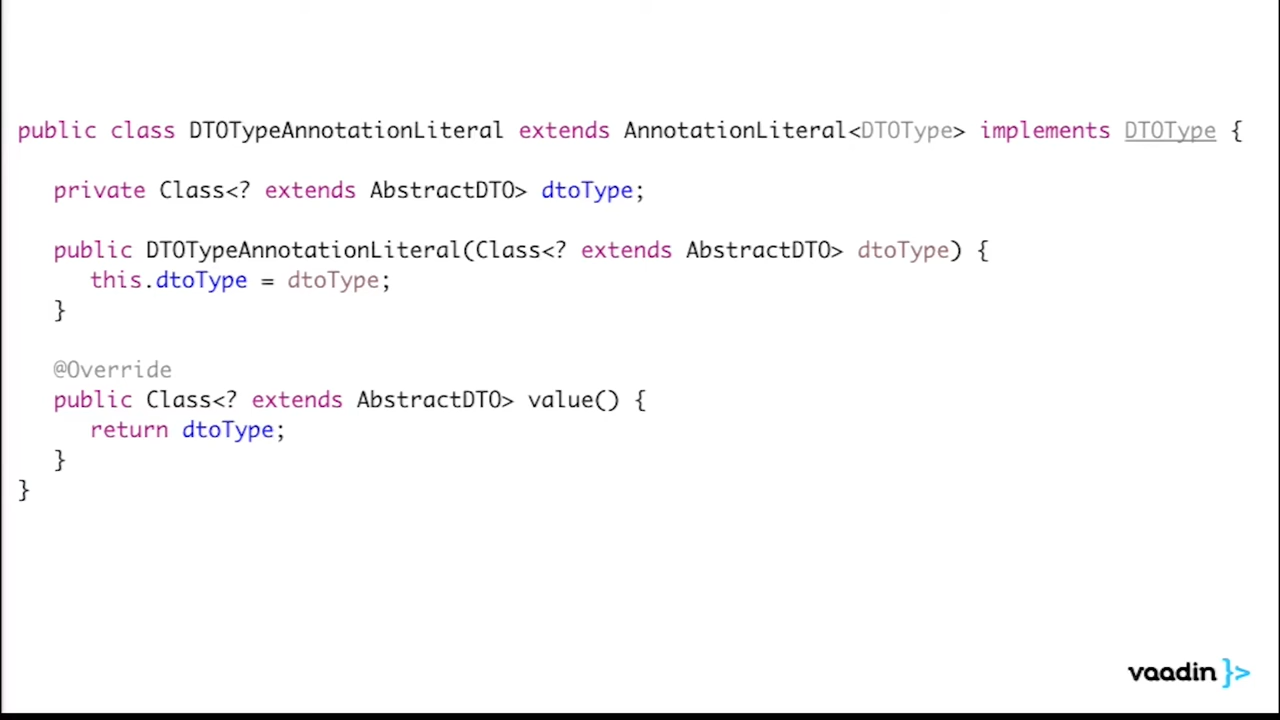 public class DTOTypeAnnotationLiteral extends AnnotationLiteral<DTOType> implements DTOType {
private Class<? extends AbstractDTO> dtoType;
public DTOTypeAnnotationLiteral(Class<? extends AbstractDTO> dtoType) {
this.dtoType = dtoType;
}
@Override
public Class<? extends AbstractDTO> value() {
return dtoType;
}
}
vaadin }>